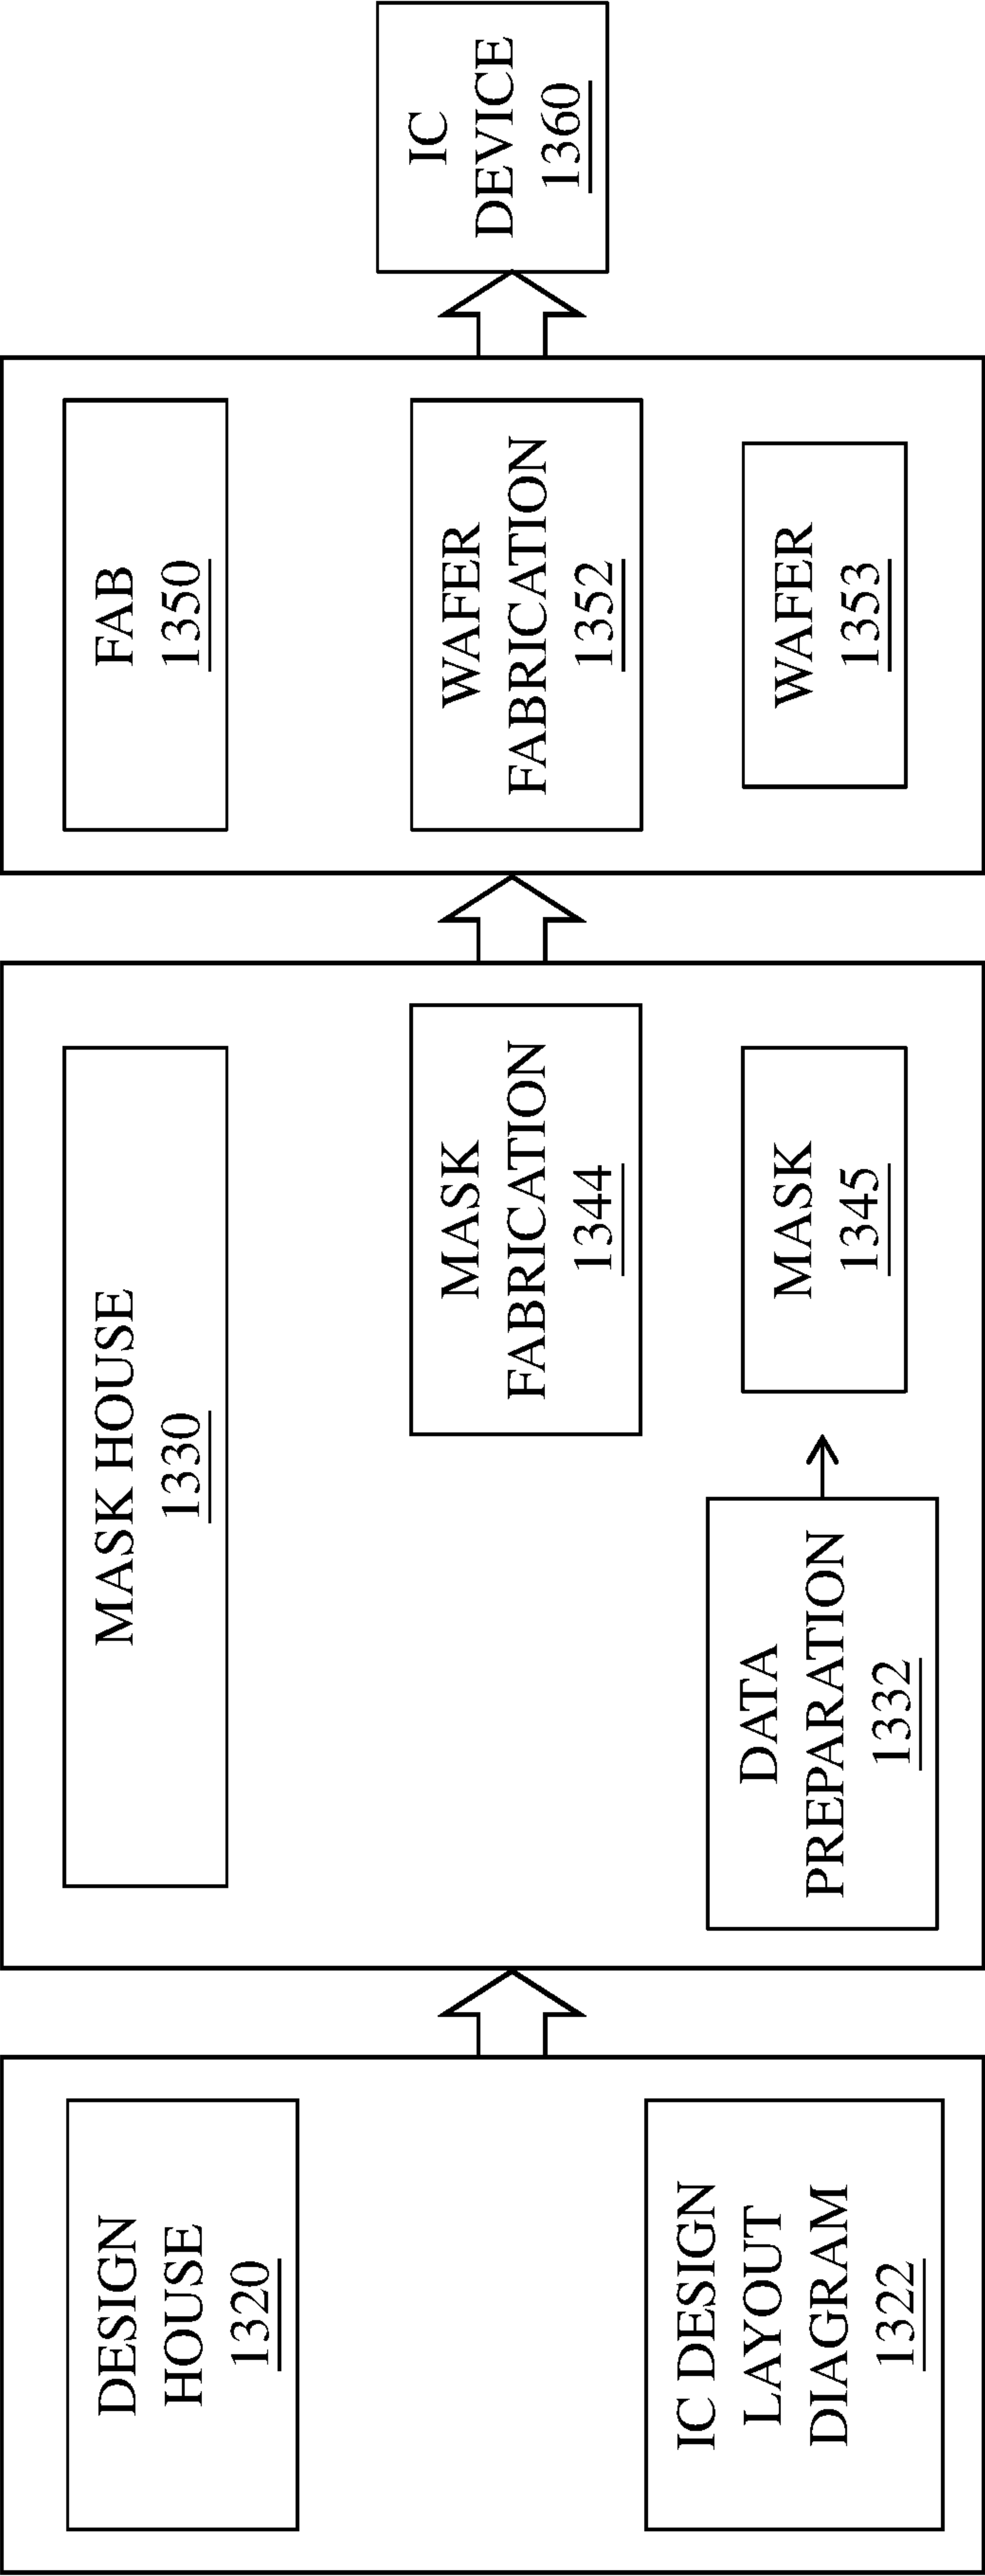 DESIGN
HOUSE
1320
IC DESIGN
LAYOUT
DIAGRAM
1322
MASK HOUSE
1330
DATA
PREPARATION
1332
MASK
FABRICATION
1344
MASK
1345
FAB
1350
WAFER
FABRICATION
1352
WAFER
1353
IC
DEVICE
1360